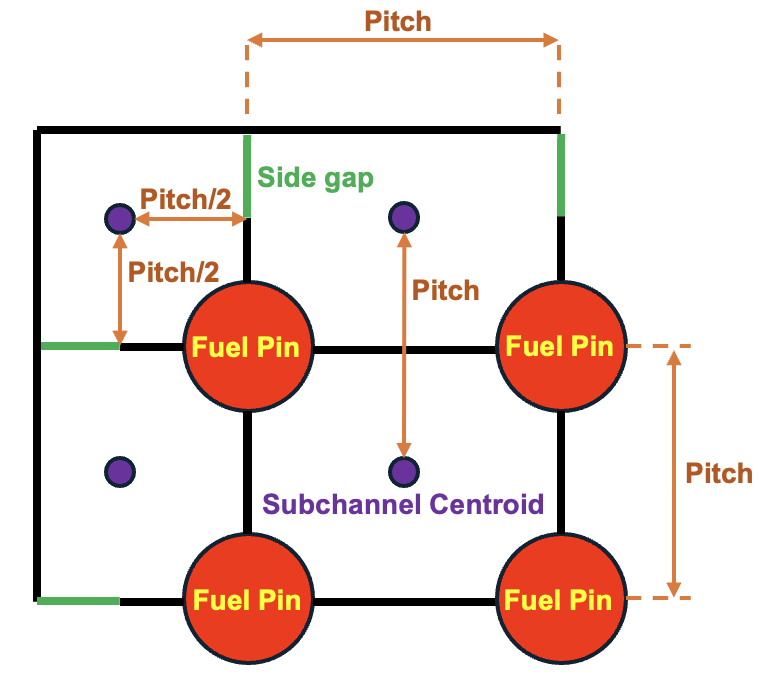 Pitch
Side gap
Pitch/2
Pitch/2
Pitch
Fuel Pin
Fuel Pin
Pitch
Subchannel Centroid
Fuel Pin
Fuel Pin